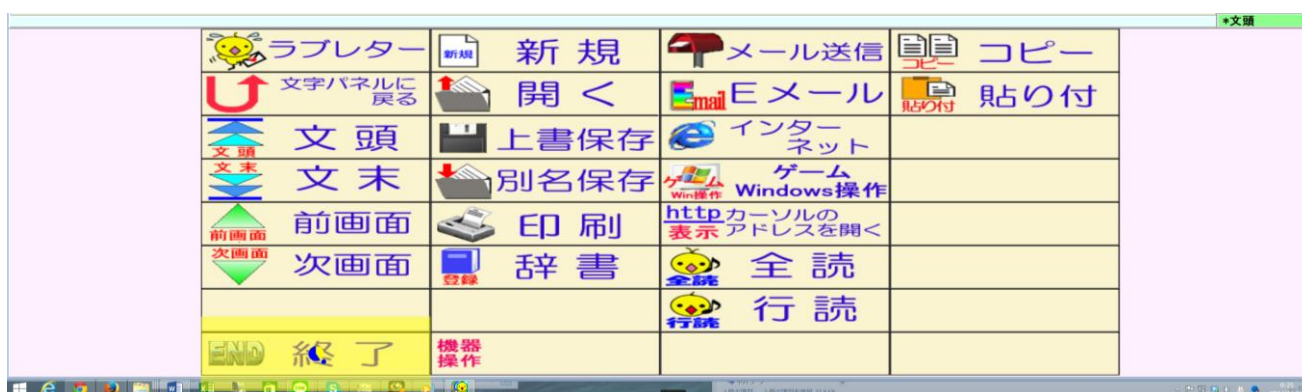 *文頭
ラブレター
新規
新規
メール送信
コピー
コピー
文字パネルに
戻る
開く
Email
Eメール
貼り付
貼り付
文頭
文頭
上書保存
インター
ネット
文末
文末
別名保存
ゲーム
Win操作
ゲーム
Windows操作
前画面
前画面
印刷
http
表示
カーソルの
アドレスを開く
次画面
次画面
登録
辞書
全読
全読
行読
行読
END
終了
機器
操作